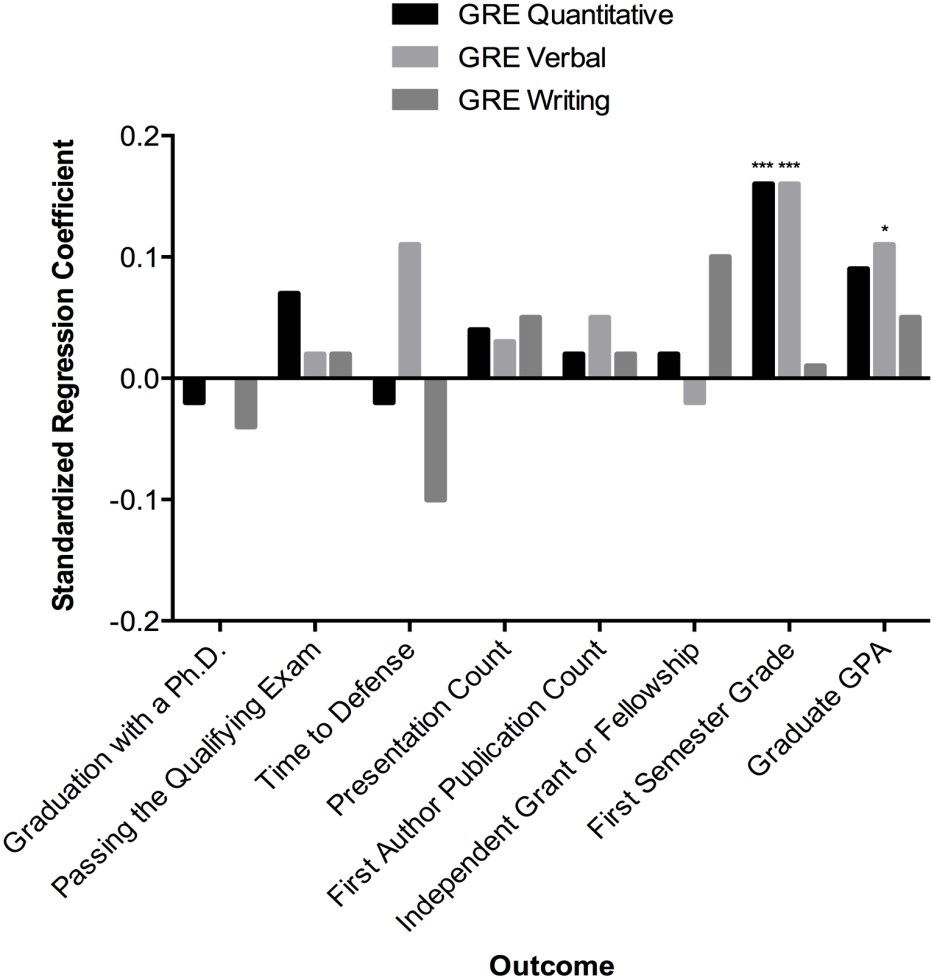 GRE Quantitative
GRE Verbal
GRE Writing
Standardized Regression Coefficient
0.2
0.1
0.0
-0.1
-0.2
*** ***
*
Graduation with a Ph.D.
Passing the Qualifying Exam
Time to Defense
Presentation Count
First Author Publication Count
Independent Grant or Fellowship
First Semester Grade
Graduate GPA
Outcome